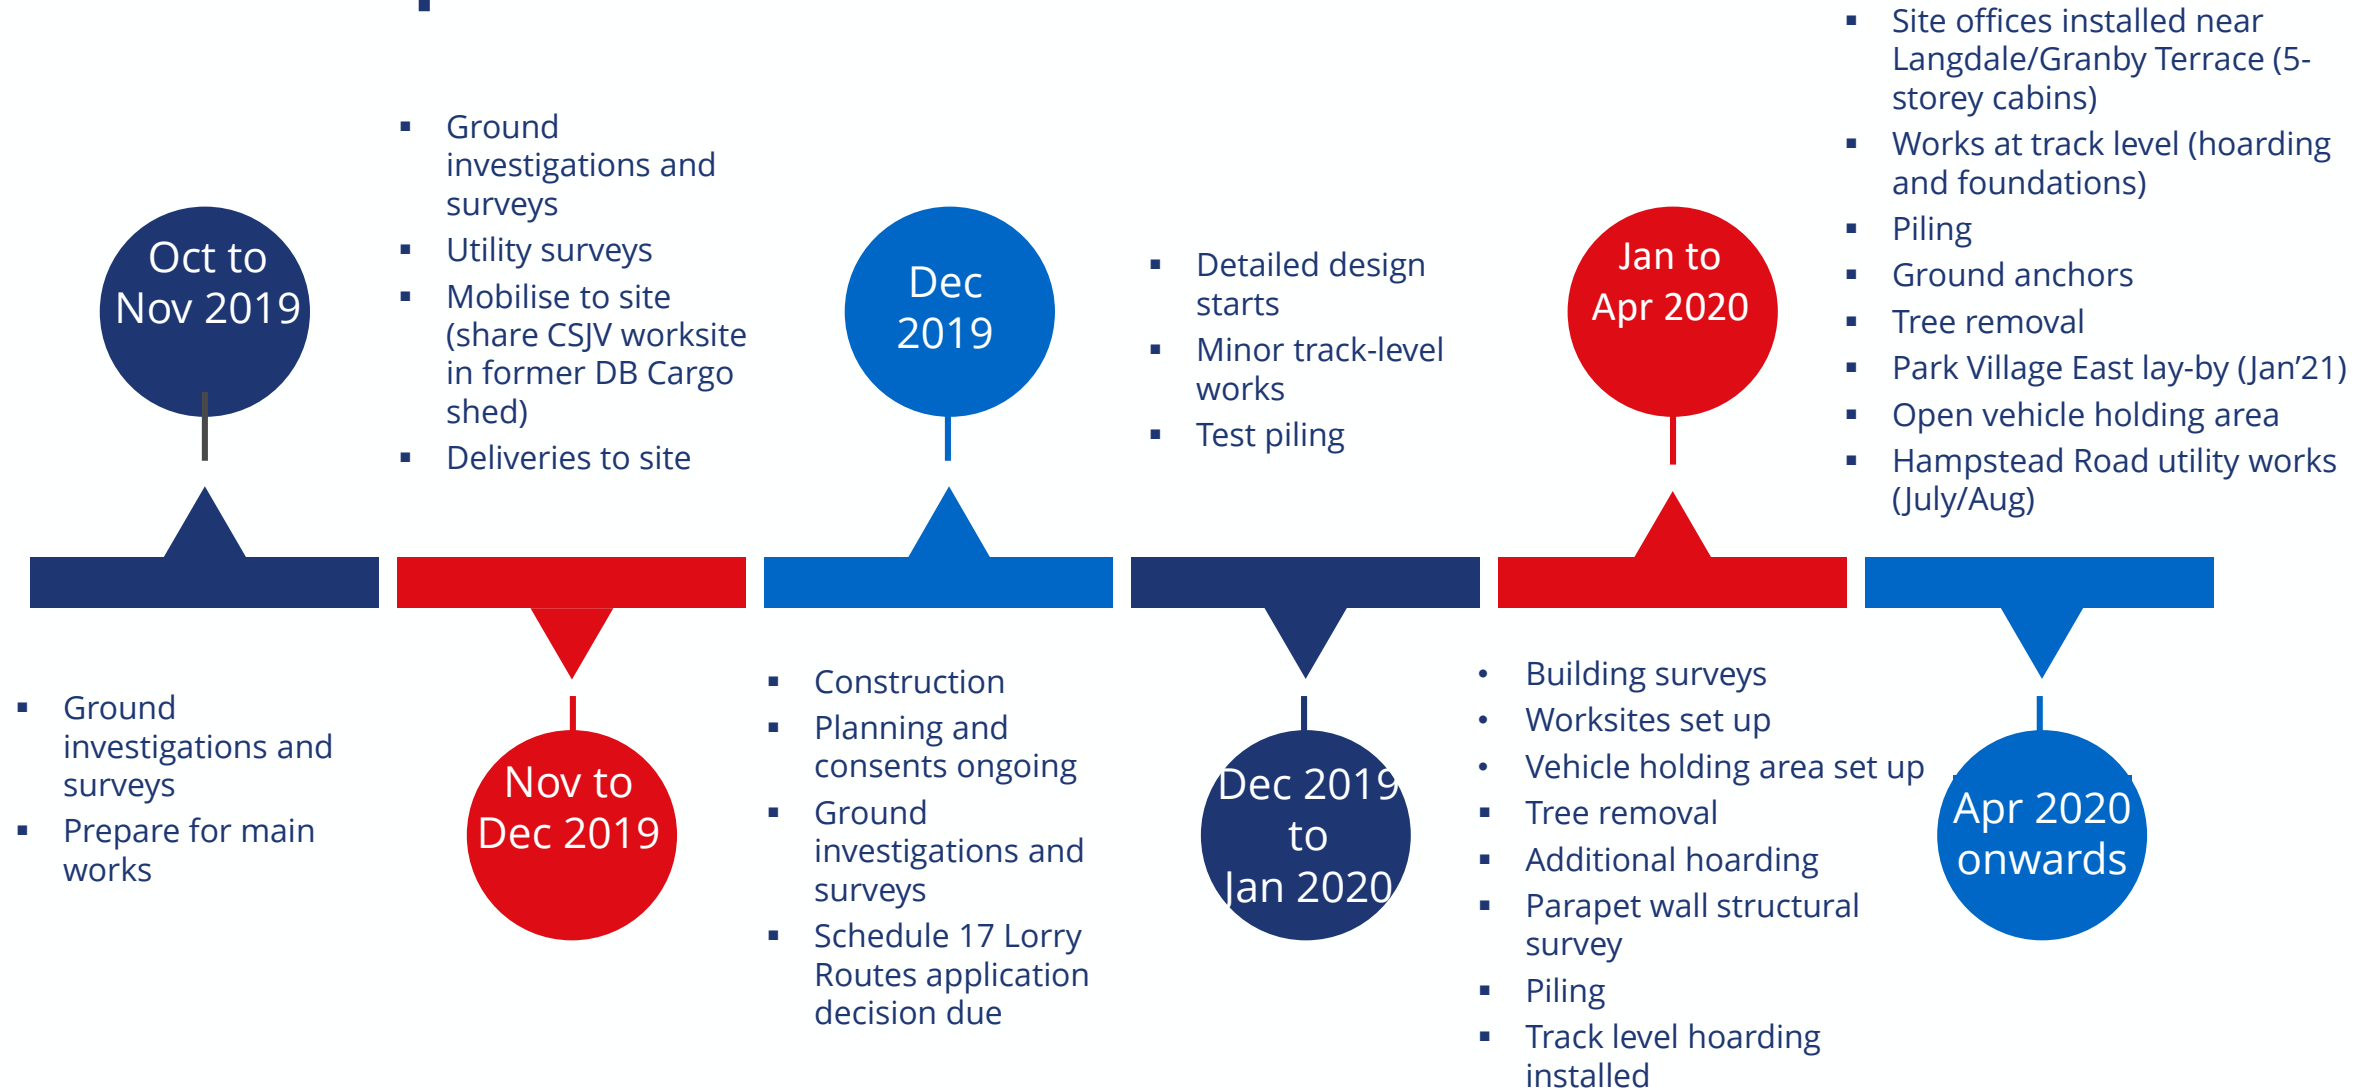 Oct to
Nov 2019
▪ Ground
investigations and
surveys
▪ Prepare for main
works
▪ Ground
investigations and
surveys
▪ Utility surveys
▪ Mobilise to site
(share CSJV worksite
in former DB Cargo
shed)
▪ Deliveries to site
Nov to
Dec 2019
Dec
2019
▪ Construction
▪ Planning and
consents ongoing
▪ Ground
investigations and
surveys
▪ Schedule 17 Lorry
Routes application
decision due
▪ Detailed design
starts
▪ Minor track-level
works
▪ Test piling
Dec 2019
to
Jan 2020
Jan to
Apr 2020
• Building surveys
• Worksites set up
• Vehicle holding area set up
▪ Tree removal
▪ Additional hoarding
▪ Parapet wall structural
survey
▪ Piling
▪ Track level hoarding
installed
▪ Site offices installed near
Langdale/Granby Terrace (5-
storey cabins)
▪ Works at track level (hoarding
and foundations)
▪ Piling
▪ Ground anchors
▪ Tree removal
▪ Park Village East lay-by (Jan’21)
▪ Open vehicle holding area
▪ Hampstead Road utility works
(July/Aug)
Apr 2020
onwards